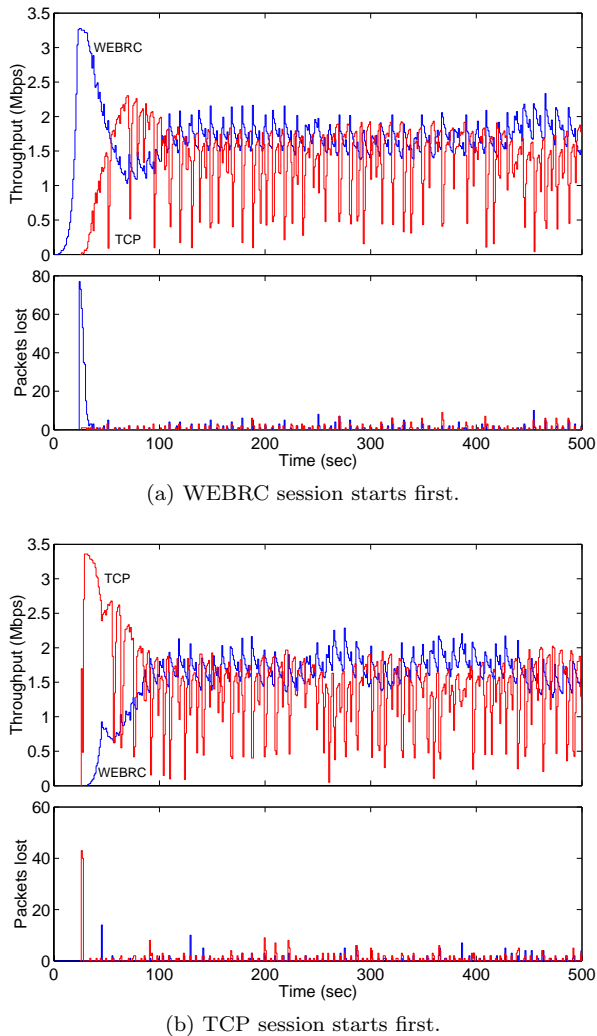 3.5
3
2.5
2
1.5
1
0.5
0
Throughput (Mbps)
WEBRC
TCP
80
60
40
20
0
Packets lost
0 100 200 300 400 500
Time (sec)
(a) WEBRC session starts first.
3.5
3
2.5
2
1.5
1
0.5
0
Throughput (Mbps)
TCP
WEBRC
60
40
20
0
Packets lost
0 100 200 300 400 500
Time (sec)
(b) TCP session starts first.